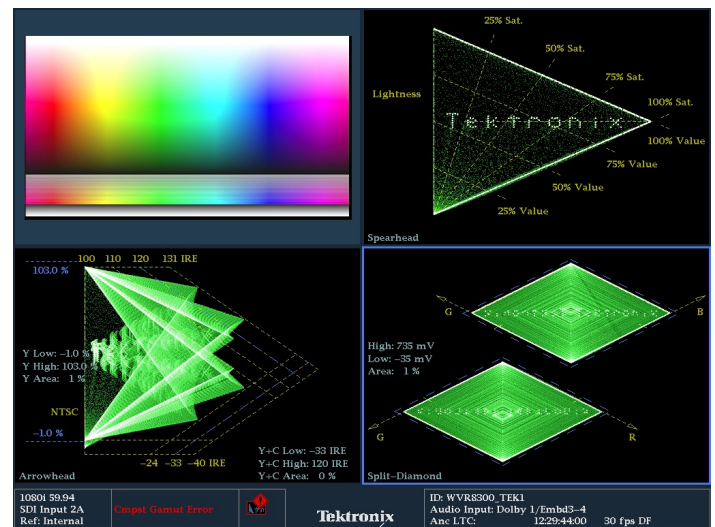 25% Sat.
50% Sat.
75% Sat.
100% Sat.
Lightness
Tektronix
100% Value
75% Value
50% Value
25% Value
Spearhead
100 110 120 131 IRE
103.0 %
Y Low: -1.0 %
Y High: 103.0 %
Y Area: 1 %
NTSC
-1.0 %
-24 -33 -40 IRE
Y+C Low: -33 IRE
Y+C High: 120 IRE
Y+C Area: 0 %
Arrowhead
G B
High: 735 mV
Low: -35 mV
Area: 1 %
G R
Split-Diamond
1080i 59.94
SDI Input 2A
Ref: Internal
Cmpst Gamut Error
Tektronix
ID: WVR8300_TEK1
Audio Input: Dolby 1/Embd3-4
Anc LTC: 12:29:44:00 30 fps DF